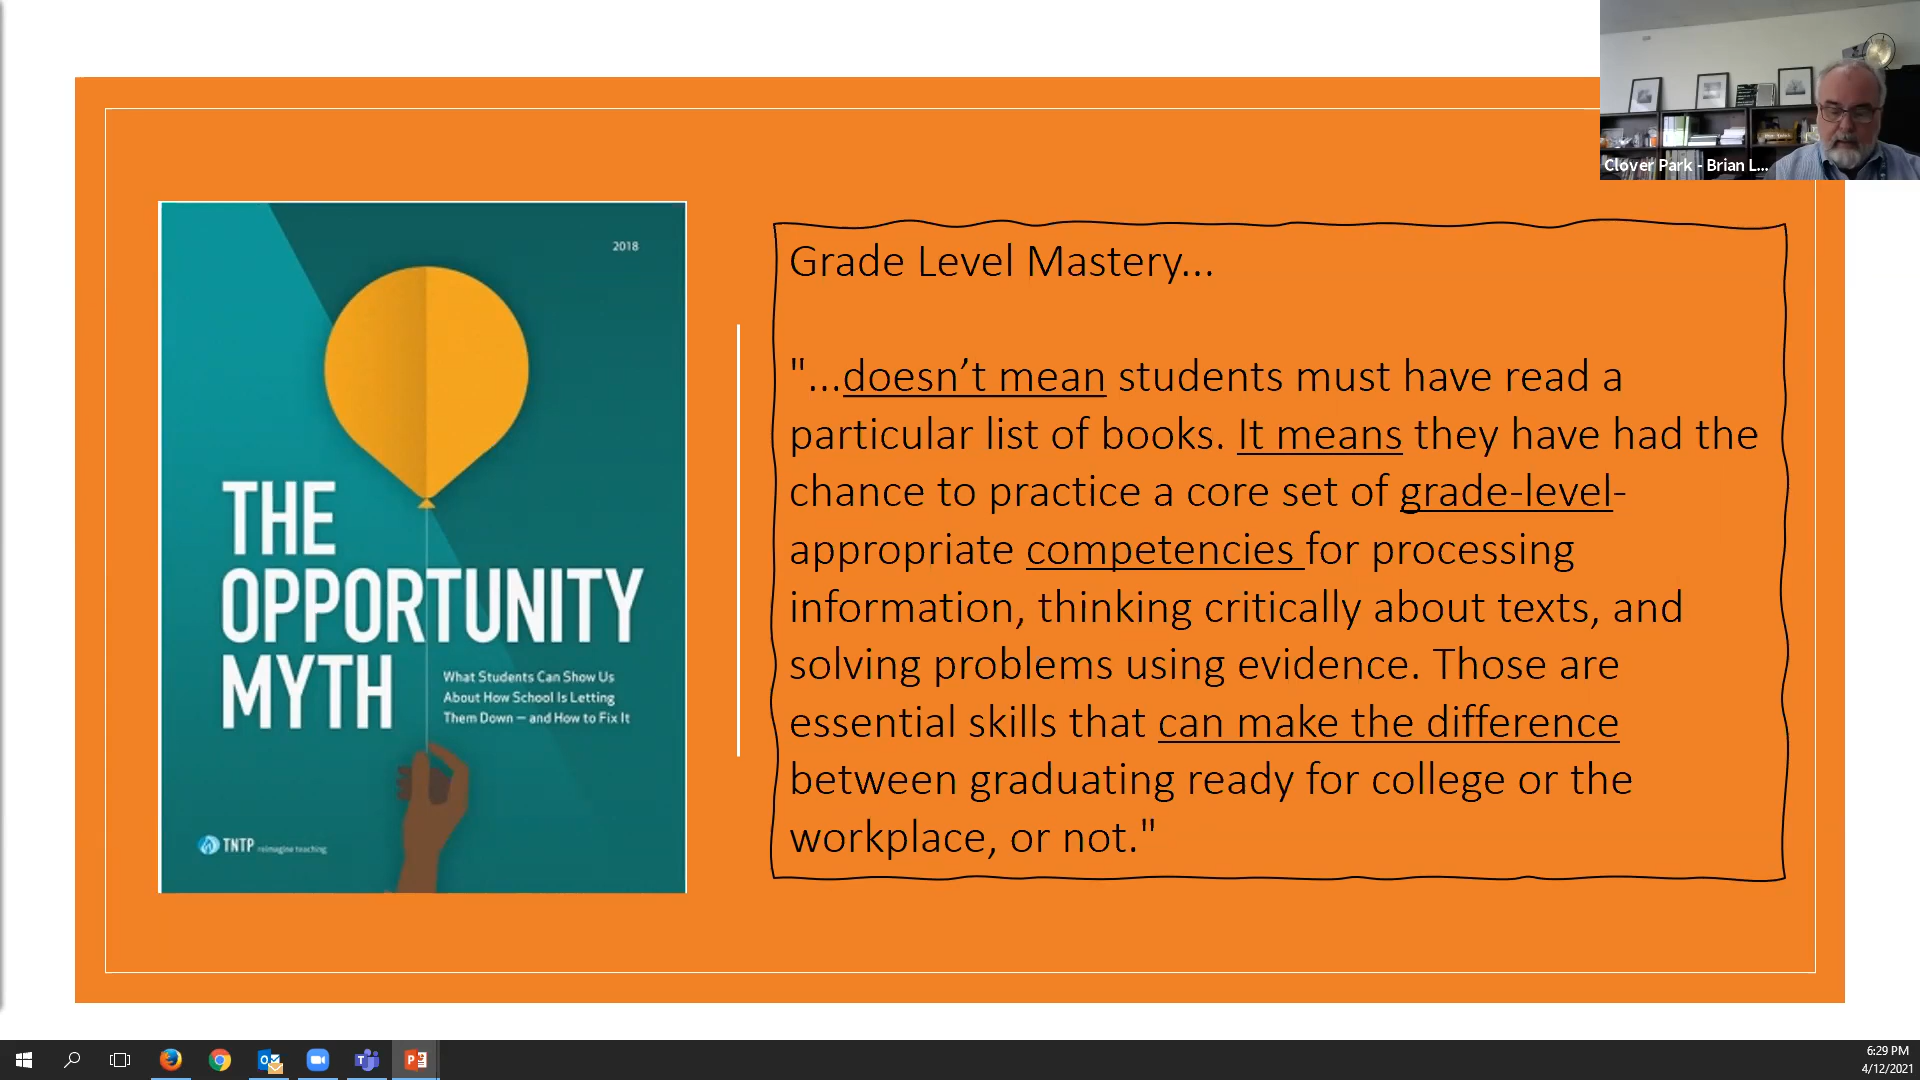 Clover Park - Brian L...
2018
THE
OPPORTUNITY
MYTH
What Students Can Show Us
About How School Is Letting
Them Down – and How to Fix It
TNTP reimagine teaching
Grade Level Mastery...
"...doesn’t mean students must have read a
particular list of books. It means they have had the
chance to practice a core set of grade-level-
appropriate competencies for processing
information, thinking critically about texts, and
solving problems using evidence. Those are
essential skills that can make the difference
between graduating ready for college or the
workplace, or not."
6:29 PM
4/12/2021